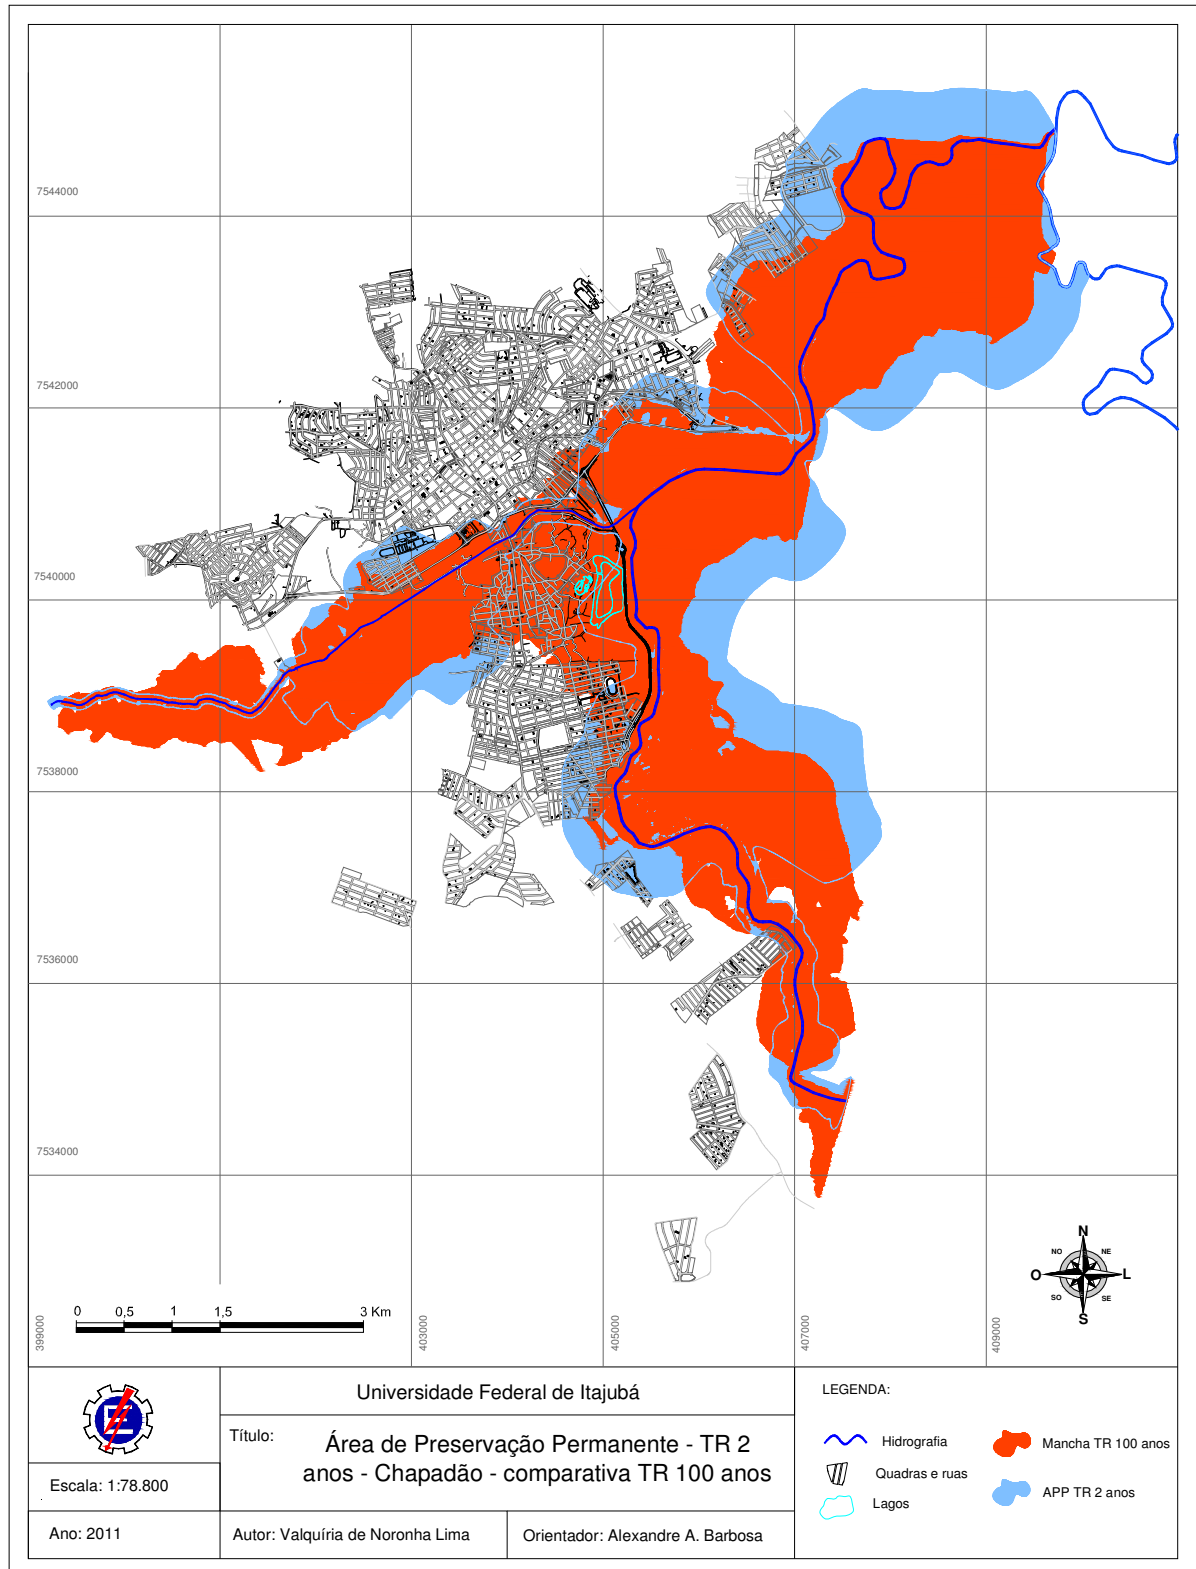 7544000
7542000
7540000
7538000
7536000
7534000
N
NO
NE
O
L
SO
SE
S
0 0,5 1 1,5 3 Km
399000
403000
405000
407000
409000
Universidade Federal de Itajubá
Título:
Área de Preservação Permanente - TR 2
anos - Chapadão - comparativa TR 100 anos
Escala: 1:78.800
Ano: 2011
Autor: Valquíria de Noronha Lima
Orientador: Alexandre A. Barbosa
LEGENDA:
Hidrografia
Quadras e ruas
Lagos
Mancha TR 100 anos
APP TR 2 anos